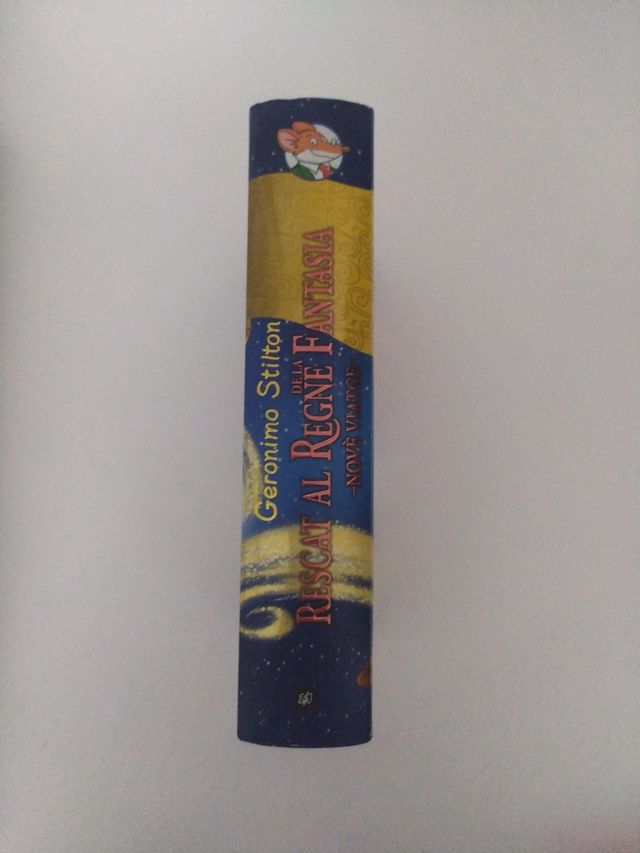 Geronimo Stilton
RESCAT AL REGNE DE LA FANTASIA
-NOVÈ VIATGE-